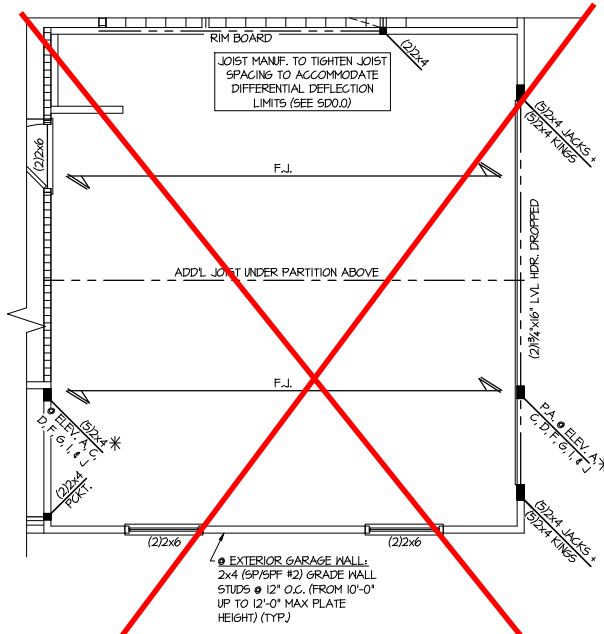 RIM BOARD
(2)2x4
JOIST MANUF. TO TIGHTEN JOIST
SPACING TO ACCOMMODATE
DIFFERENTIAL DEFLECTION
LIMITS (SEE SD0.0)
(5)2x4 JACKS +
(5)2x4 KINGS
(2)2x6
F.J.
ADD'L JOIST UNDER PARTITION ABOVE
(2)1¾"x16" LVL HDR. DROPPED
F.J.
(5)2x4 *
@ ELEV. A, C,
D, F, G, I, & J
P.A. @ ELEV. A, *
C, D, F, G, I, & J
(2)2x4
PCKT.
(5)2x4 JACKS +
(5)2x4 KINGS
(2)2x6
(2)2x6
@ EXTERIOR GARAGE WALL:
2x4 (SP/SPF #2) GRADE WALL
STUDS @ 12" O.C. (FROM 10'-0"
UP TO 12'-0" MAX PLATE
HEIGHT) (TYP.)